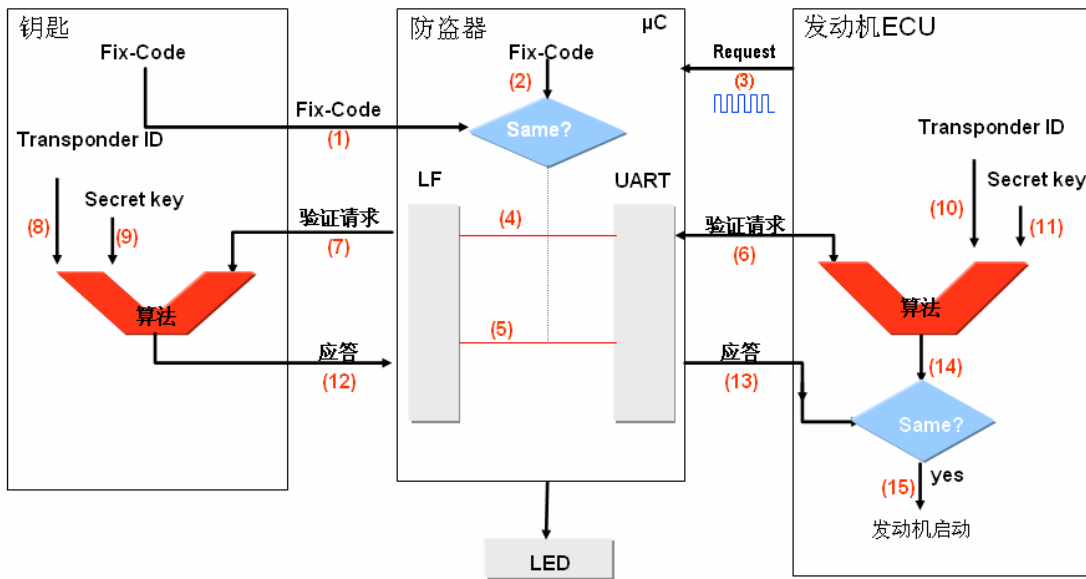 钥匙
防盗器
μC
发动机ECU
Fix-Code
Fix-Code
Request
(2)
(3)
Fix-Code
(1)
Same?
Transponder ID
Transponder ID
LF
UART
Secret key
Secret key
(8)
(9)
验证请求
(7)
(4)
验证请求
(6)
(10)
(11)
算法
算法
(5)
应答
(12)
应答
(13)
(14)
Same?
(15)
yes
发动机启动
LED